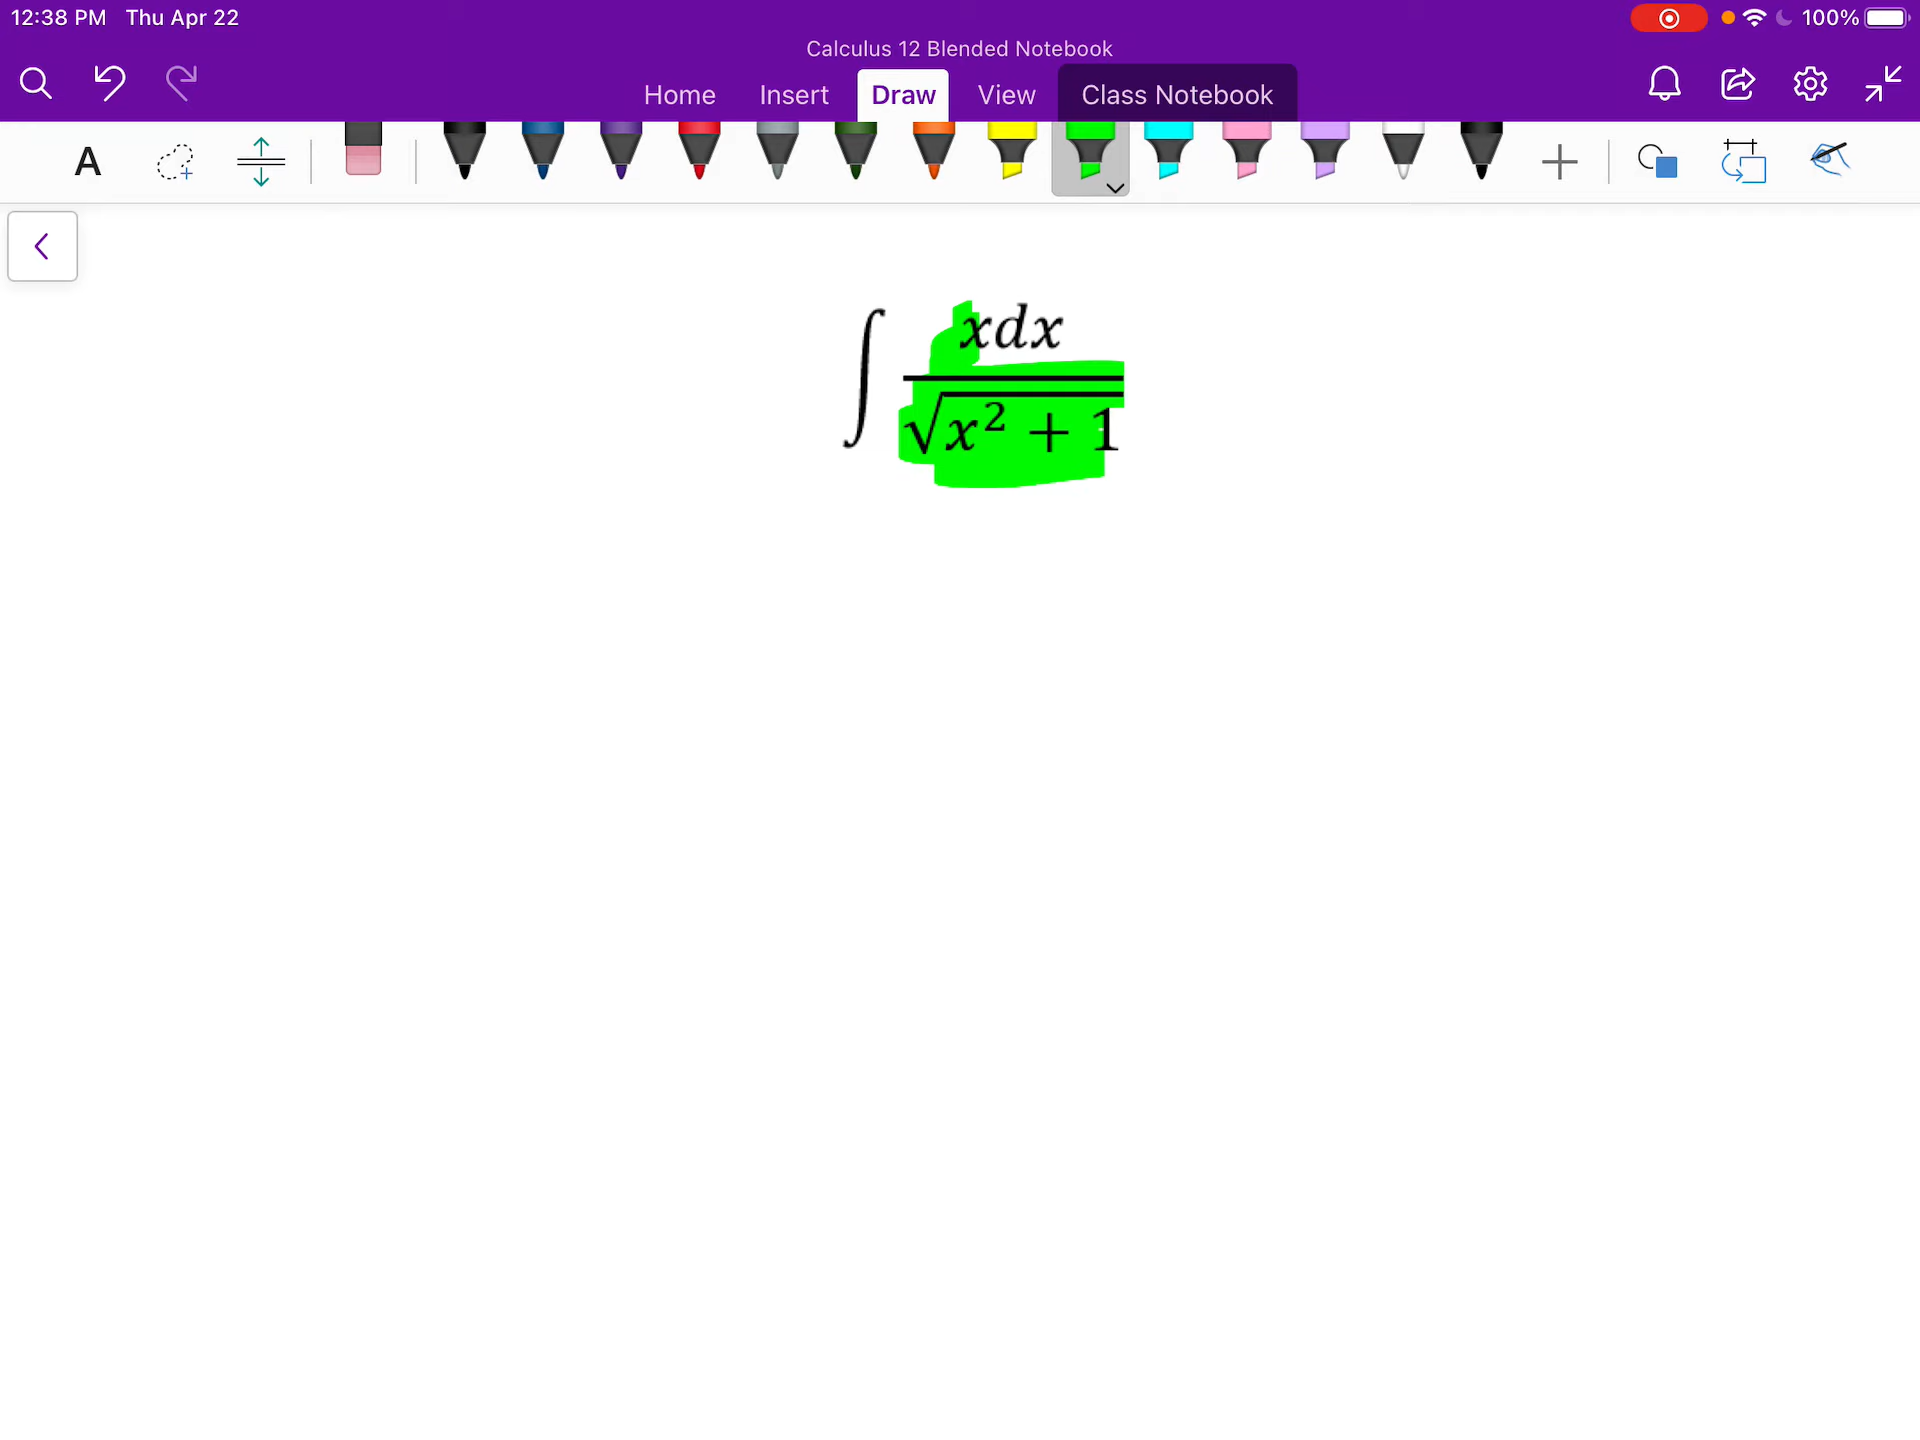 12:38 PM Thu Apr 22
100%
Calculus 12 Blended Notebook
Home Insert Draw View Class Notebook
A
∫ xdx / √x² + 1